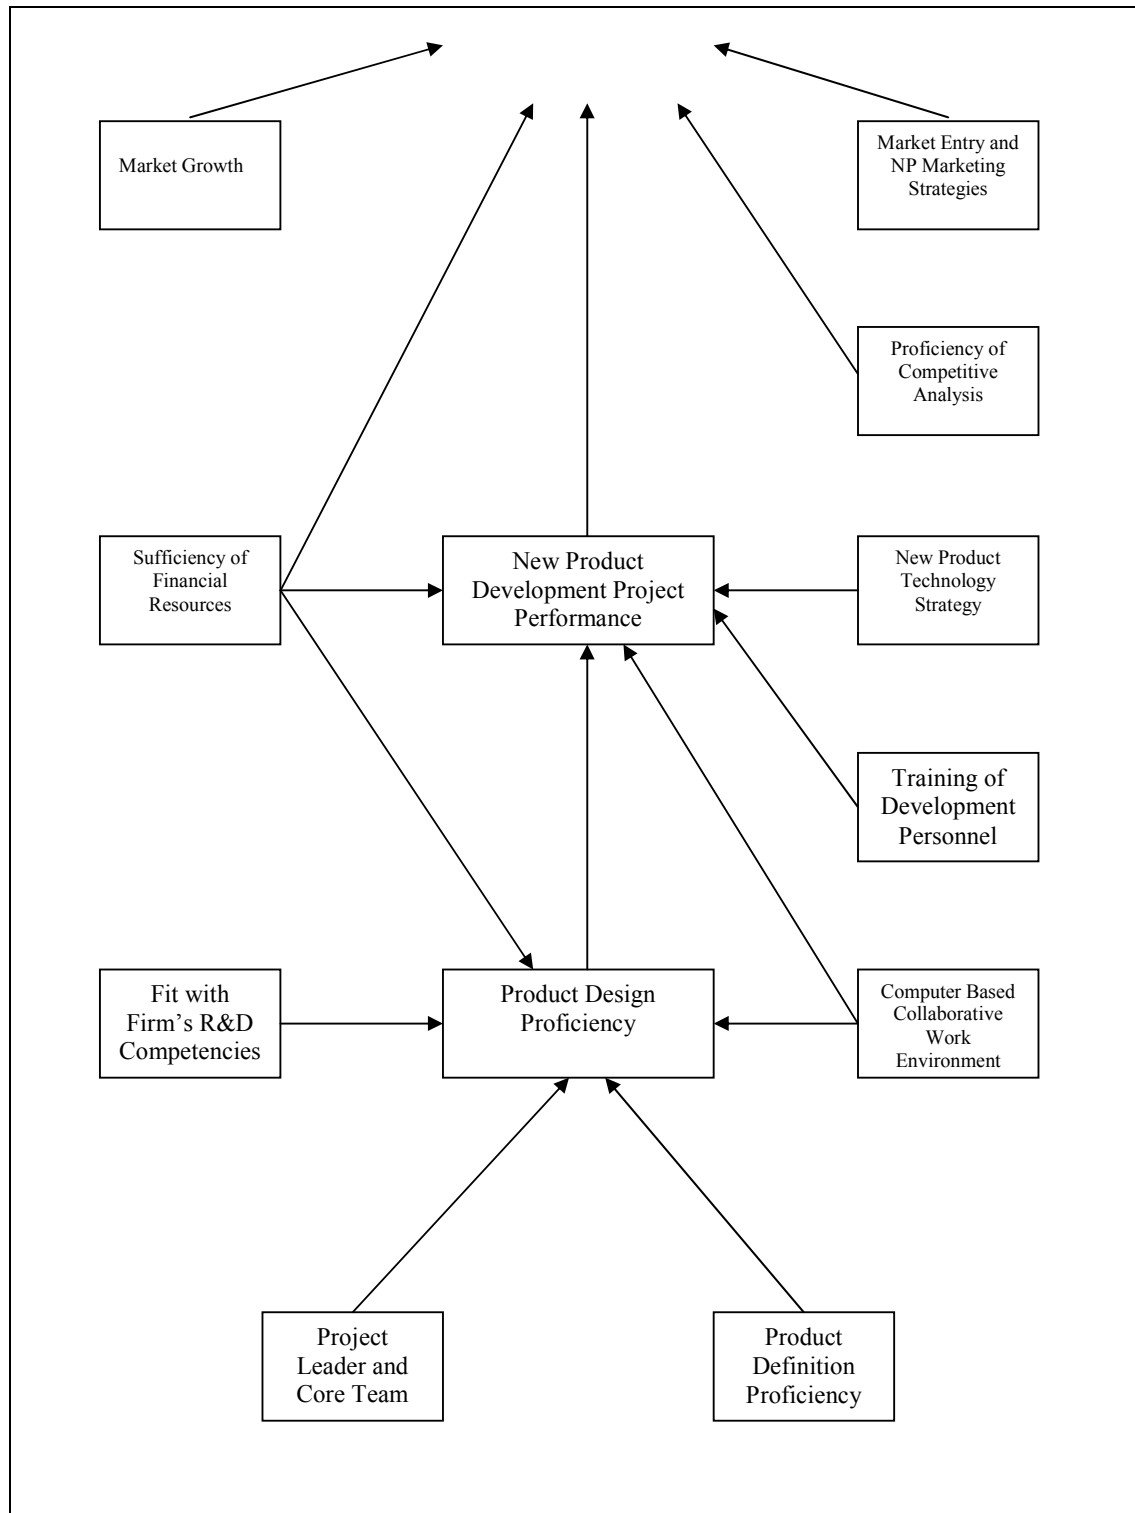 Market Growth
Market Entry and
NP Marketing
Strategies
Proficiency of
Competitive
Analysis
Sufficiency of
Financial
Resources
New Product
Development Project
Performance
New Product
Technology
Strategy
Training of
Development
Personnel
Fit with
Firm's R&D
Competencies
Product Design
Proficiency
Computer Based
Collaborative
Work
Environment
Project
Leader and
Core Team
Product
Definition
Proficiency